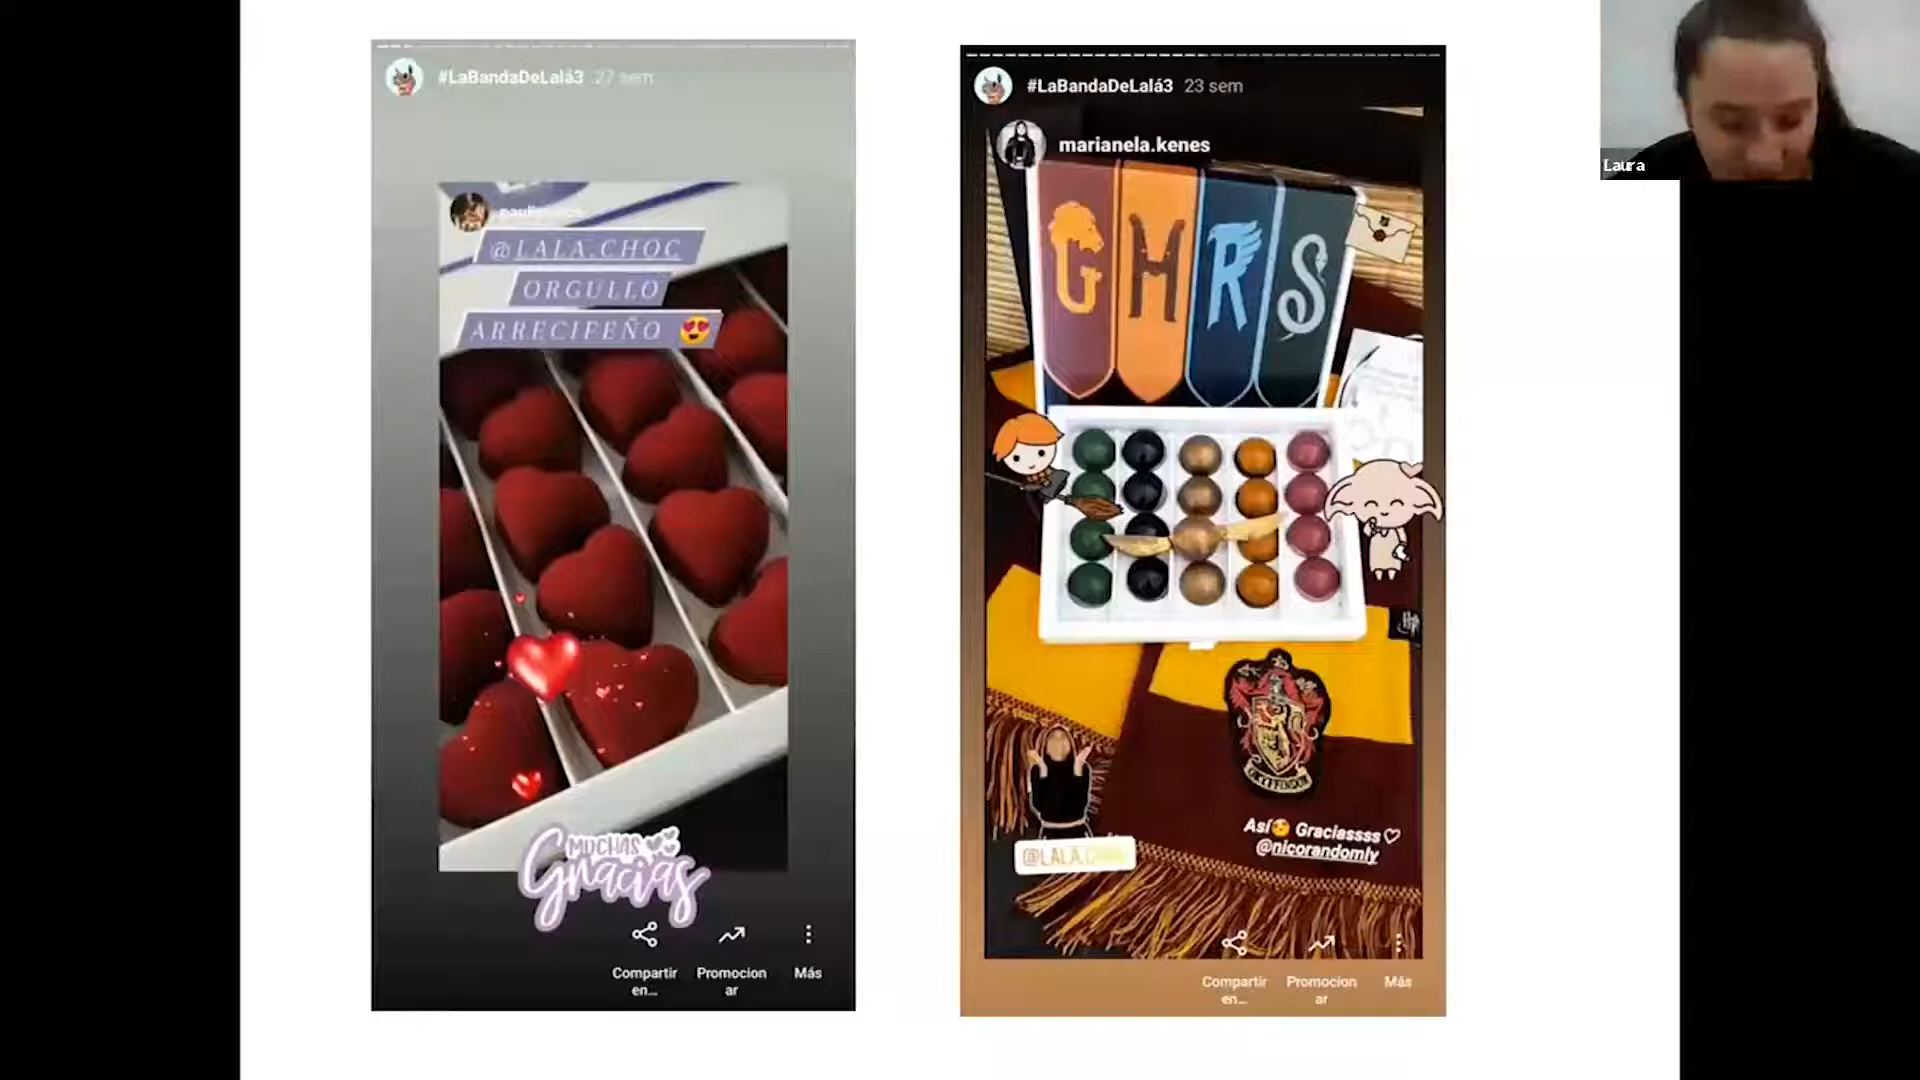 #LaBandaDeLalá3 27 sem
@LALA.CHOC
ORGULLO
ARRECIFEÑO
MUCHAS
Gracias
Compartir
en...
Promocion
ar
Más
#LaBandaDeLalá3 23 sem
marianela.kenes
G H R S
Así Graciassss
@nicorandomly
Compartir
en...
Promocion
ar
Más
Laura